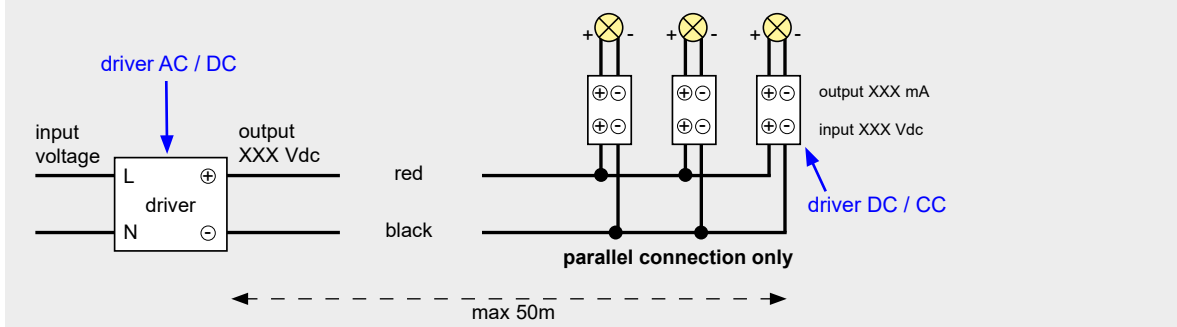 + - + - + -
driver AC / DC
output XXX mA
input
voltage
output
XXX Vdc
input XXX Vdc
L
red
driver
driver DC / CC
N
black
parallel connection only
max 50m